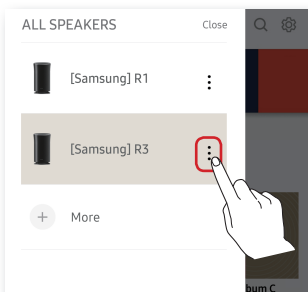 ALL SPEAKERS Close
[Samsung] R1
[Samsung] R3
More
bum C